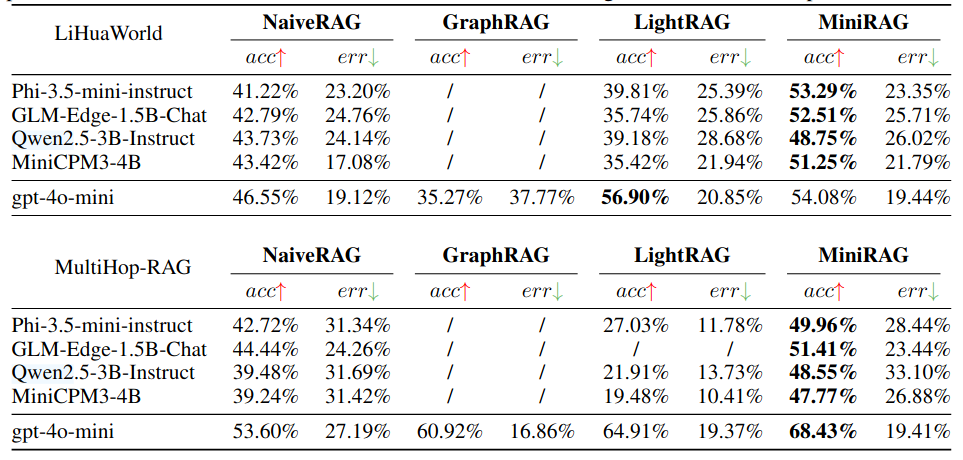 LiHuaWorld NaiveRAG GraphRAG LightRAG MiniRAG
acc↑ err↓ acc↑ err↓ acc↑ err↓ acc↑ err↓
Phi-3.5-mini-instruct 41.22% 23.20% / / 39.81% 25.39% 53.29% 23.35%
GLM-Edge-1.5B-Chat 42.79% 24.76% / / 35.74% 25.86% 52.51% 25.71%
Qwen2.5-3B-Instruct 43.73% 24.14% / / 39.18% 28.68% 48.75% 26.02%
MiniCPM3-4B 43.42% 17.08% / / 35.42% 21.94% 51.25% 21.79%
gpt-4o-mini 46.55% 19.12% 35.27% 37.77% 56.90% 20.85% 54.08% 19.44%
MultiHop-RAG NaiveRAG GraphRAG LightRAG MiniRAG
acc↑ err↓ acc↑ err↓ acc↑ err↓ acc↑ err↓
Phi-3.5-mini-instruct 42.72% 31.34% / / 27.03% 11.78% 49.96% 28.44%
GLM-Edge-1.5B-Chat 44.44% 24.26% / / / / 51.41% 23.44%
Qwen2.5-3B-Instruct 39.48% 31.69% / / 21.91% 13.73% 48.55% 33.10%
MiniCPM3-4B 39.24% 31.42% / / 19.48% 10.41% 47.77% 26.88%
gpt-4o-mini 53.60% 27.19% 60.92% 16.86% 64.91% 19.37% 68.43% 19.41%